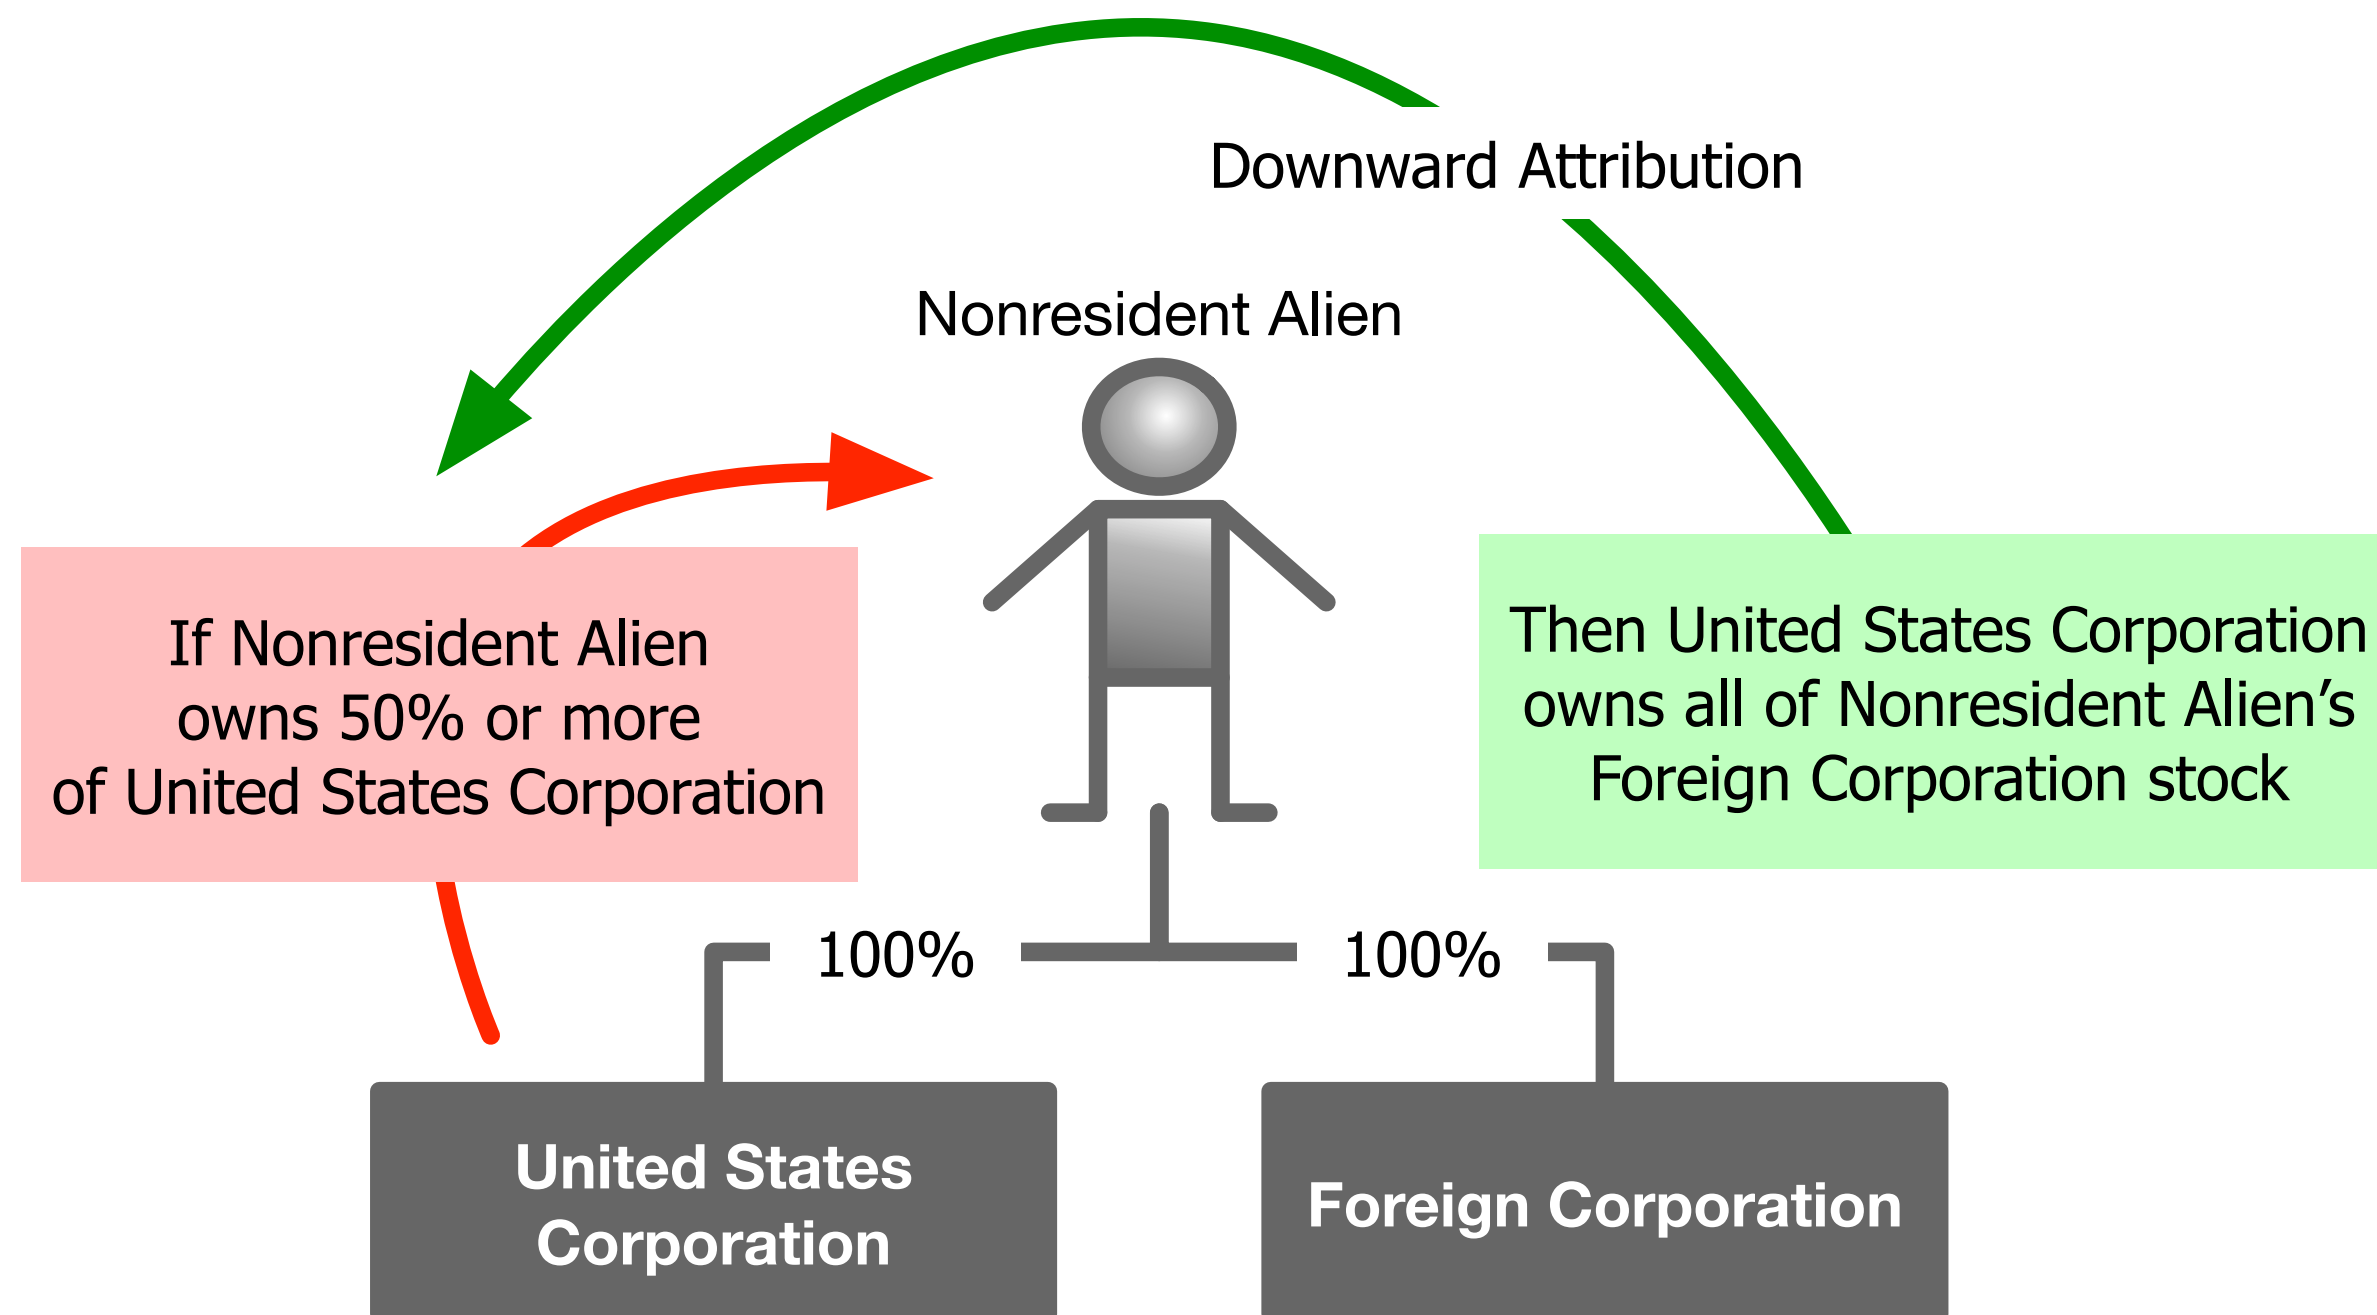 Downward Attribution
Nonresident Alien
If Nonresident Alien
owns 50% or more
of United States Corporation
Then United States Corporation
owns all of Nonresident Alien’s
Foreign Corporation stock
100%
100%
United States
Corporation
Foreign Corporation